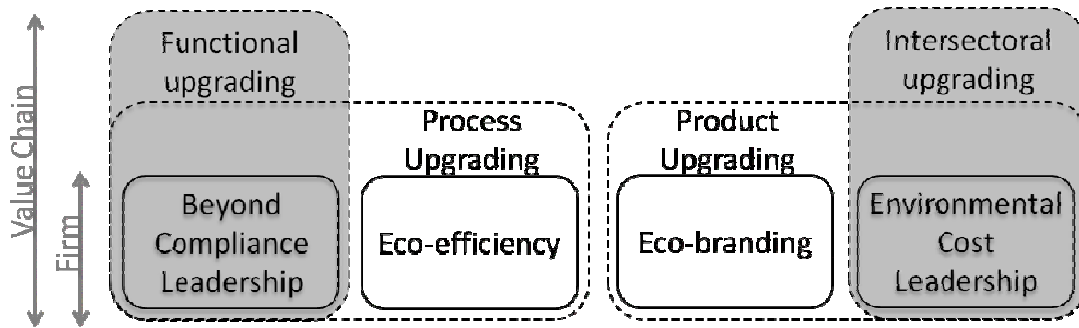 Value Chain
Firm
Functional
upgrading
Process
Upgrading
Product
Upgrading
Intersectoral
upgrading
Beyond
Compliance
Leadership
Eco-efficiency
Eco-branding
Environmental
Cost
Leadership